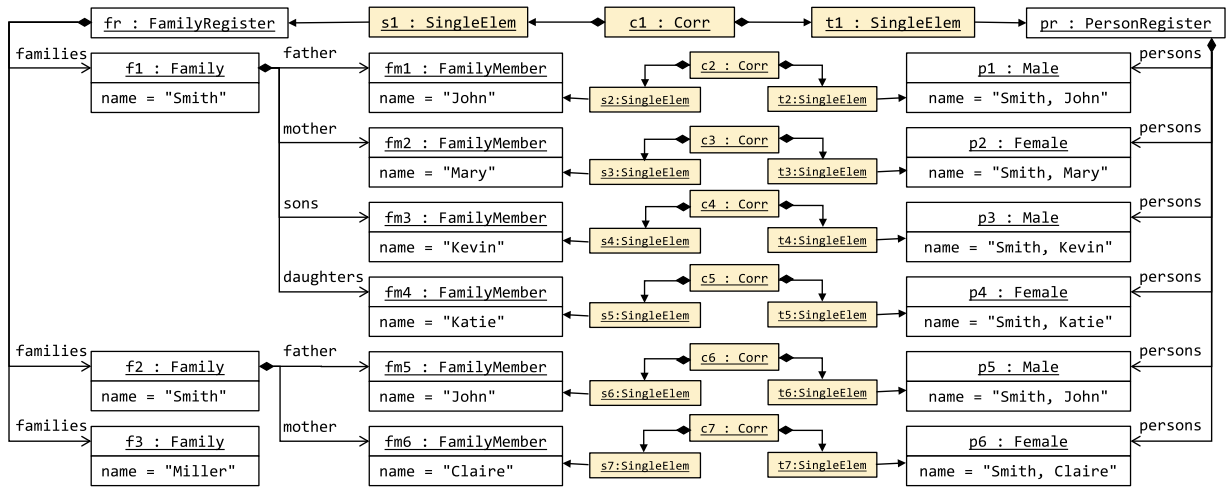 fr : FamilyRegister
s1 : SingleElem
c1 : Corr
t1 : SingleElem
pr : PersonRegister
families
f1 : Family
name = "Smith"
father
fm1 : FamilyMember
name = "John"
c2 : Corr
s2:SingleElem
t2:SingleElem
p1 : Male
name = "Smith, John"
persons
mother
fm2 : FamilyMember
name = "Mary"
c3 : Corr
s3:SingleElem
t3:SingleElem
p2 : Female
name = "Smith, Mary"
persons
sons
fm3 : FamilyMember
name = "Kevin"
c4 : Corr
s4:SingleElem
t4:SingleElem
p3 : Male
name = "Smith, Kevin"
persons
daughters
fm4 : FamilyMember
name = "Katie"
c5 : Corr
s5:SingleElem
t5:SingleElem
p4 : Female
name = "Smith, Katie"
persons
families
f2 : Family
name = "Smith"
father
fm5 : FamilyMember
name = "John"
c6 : Corr
s6:SingleElem
t6:SingleElem
p5 : Male
name = "Smith, John"
persons
families
f3 : Family
name = "Miller"
mother
fm6 : FamilyMember
name = "Claire"
c7 : Corr
s7:SingleElem
t7:SingleElem
p6 : Female
name = "Smith, Claire"
persons